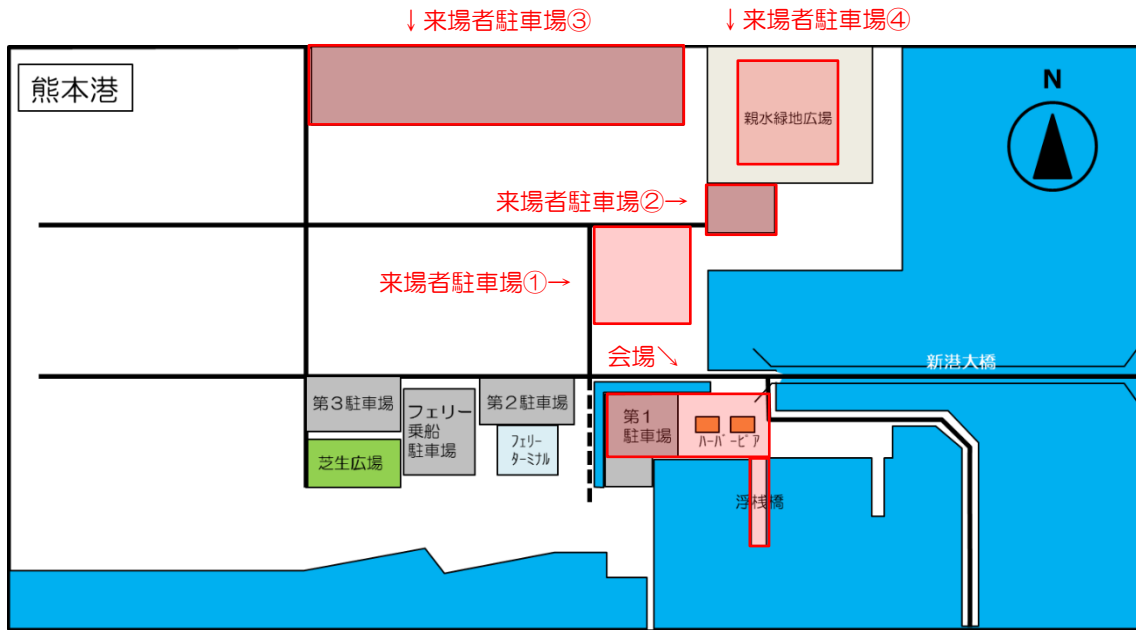 ↓来場者駐車場③
↓来場者駐車場④
熊本港
N
親水緑地広場
来場者駐車場②→
来場者駐車場①→
会場↘
新港大橋
第3駐車場
フェリー
乗船
駐車場
第2駐車場
第1
駐車場
ハーバーピア
芝生広場
フェリー
ターミナル
浮桟橋